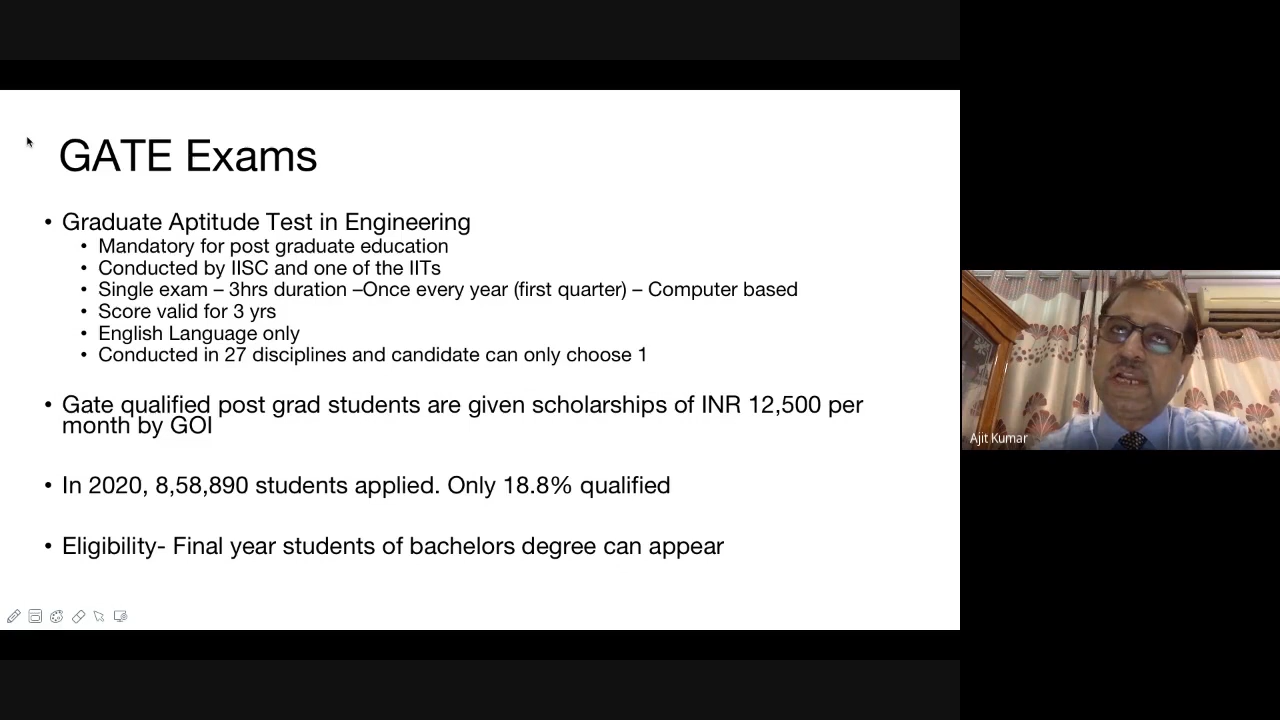 GATE Exams
• Graduate Aptitude Test in Engineering
• Mandatory for post graduate education
• Conducted by IISC and one of the IITs
• Single exam – 3hrs duration –Once every year (first quarter) – Computer based
• Score valid for 3 yrs
• English Language only
• Conducted in 27 disciplines and candidate can only choose 1
• Gate qualified post grad students are given scholarships of INR 12,500 per
month by GOI
• In 2020, 8,58,890 students applied. Only 18.8% qualified
• Eligibility- Final year students of bachelors degree can appear
Ajit Kumar